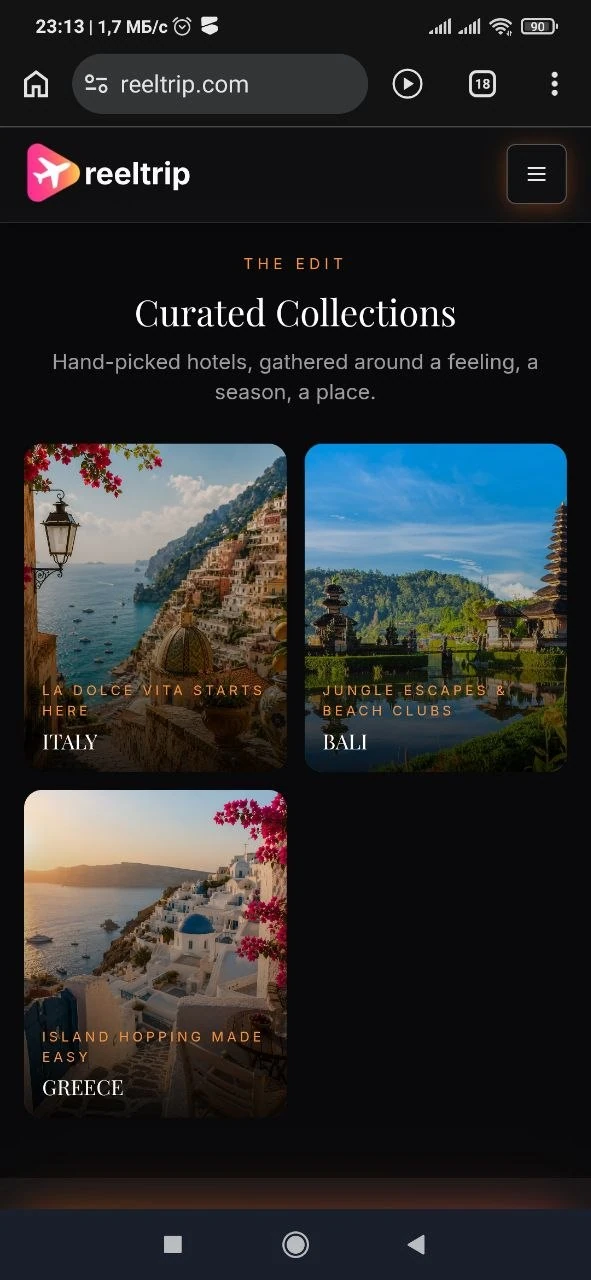 23:13 | 1,7 МБ/с
90
reeltrip.com
18
reeltrip
THE EDIT
Curated Collections
Hand-picked hotels, gathered around a feeling, a
season, a place.
LA DOLCE VITA STARTS
HERE
ITALY
JUNGLE ESCAPES &
BEACH CLUBS
BALI
ISLAND HOPPING MADE
EASY
GREECE